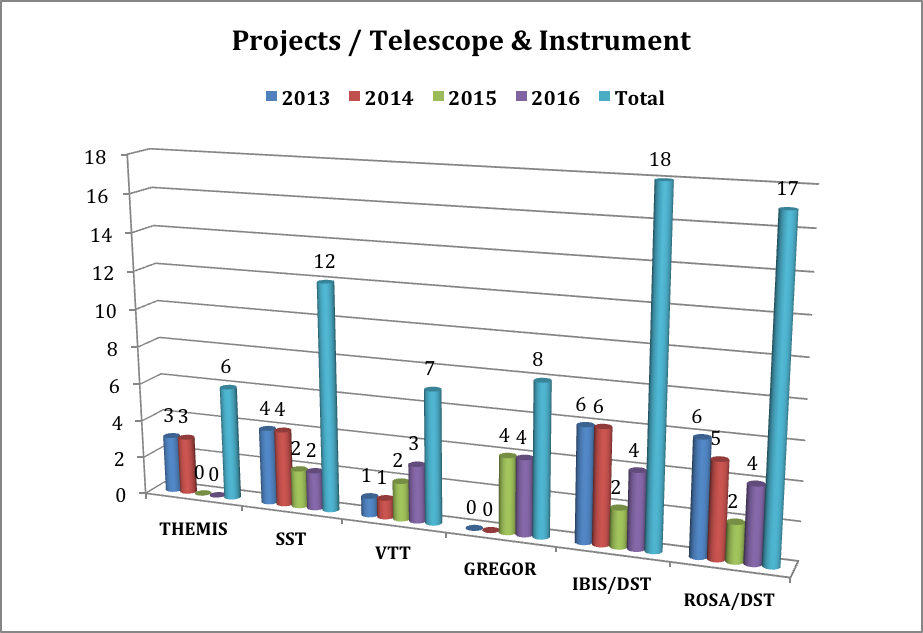 Projects / Telescope & Instrument
2013 2014 2015 2016 Total
18
16
14
12
10
8
6
4
2
0
3 3 0 0 6
4 4 2 2 12
1 1 2 3 7
0 0 4 4 8
6 6 2 4 18
6 5 2 4 17
THEMIS
SST
VTT
GREGOR
IBIS/DST
ROSA/DST